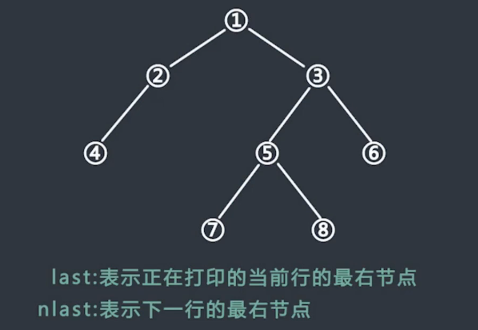 ①
② ③
④ ⑤ ⑥
⑦ ⑧
last:表示正在打印的当前行的最右节点
nlast:表示下一行的最右节点